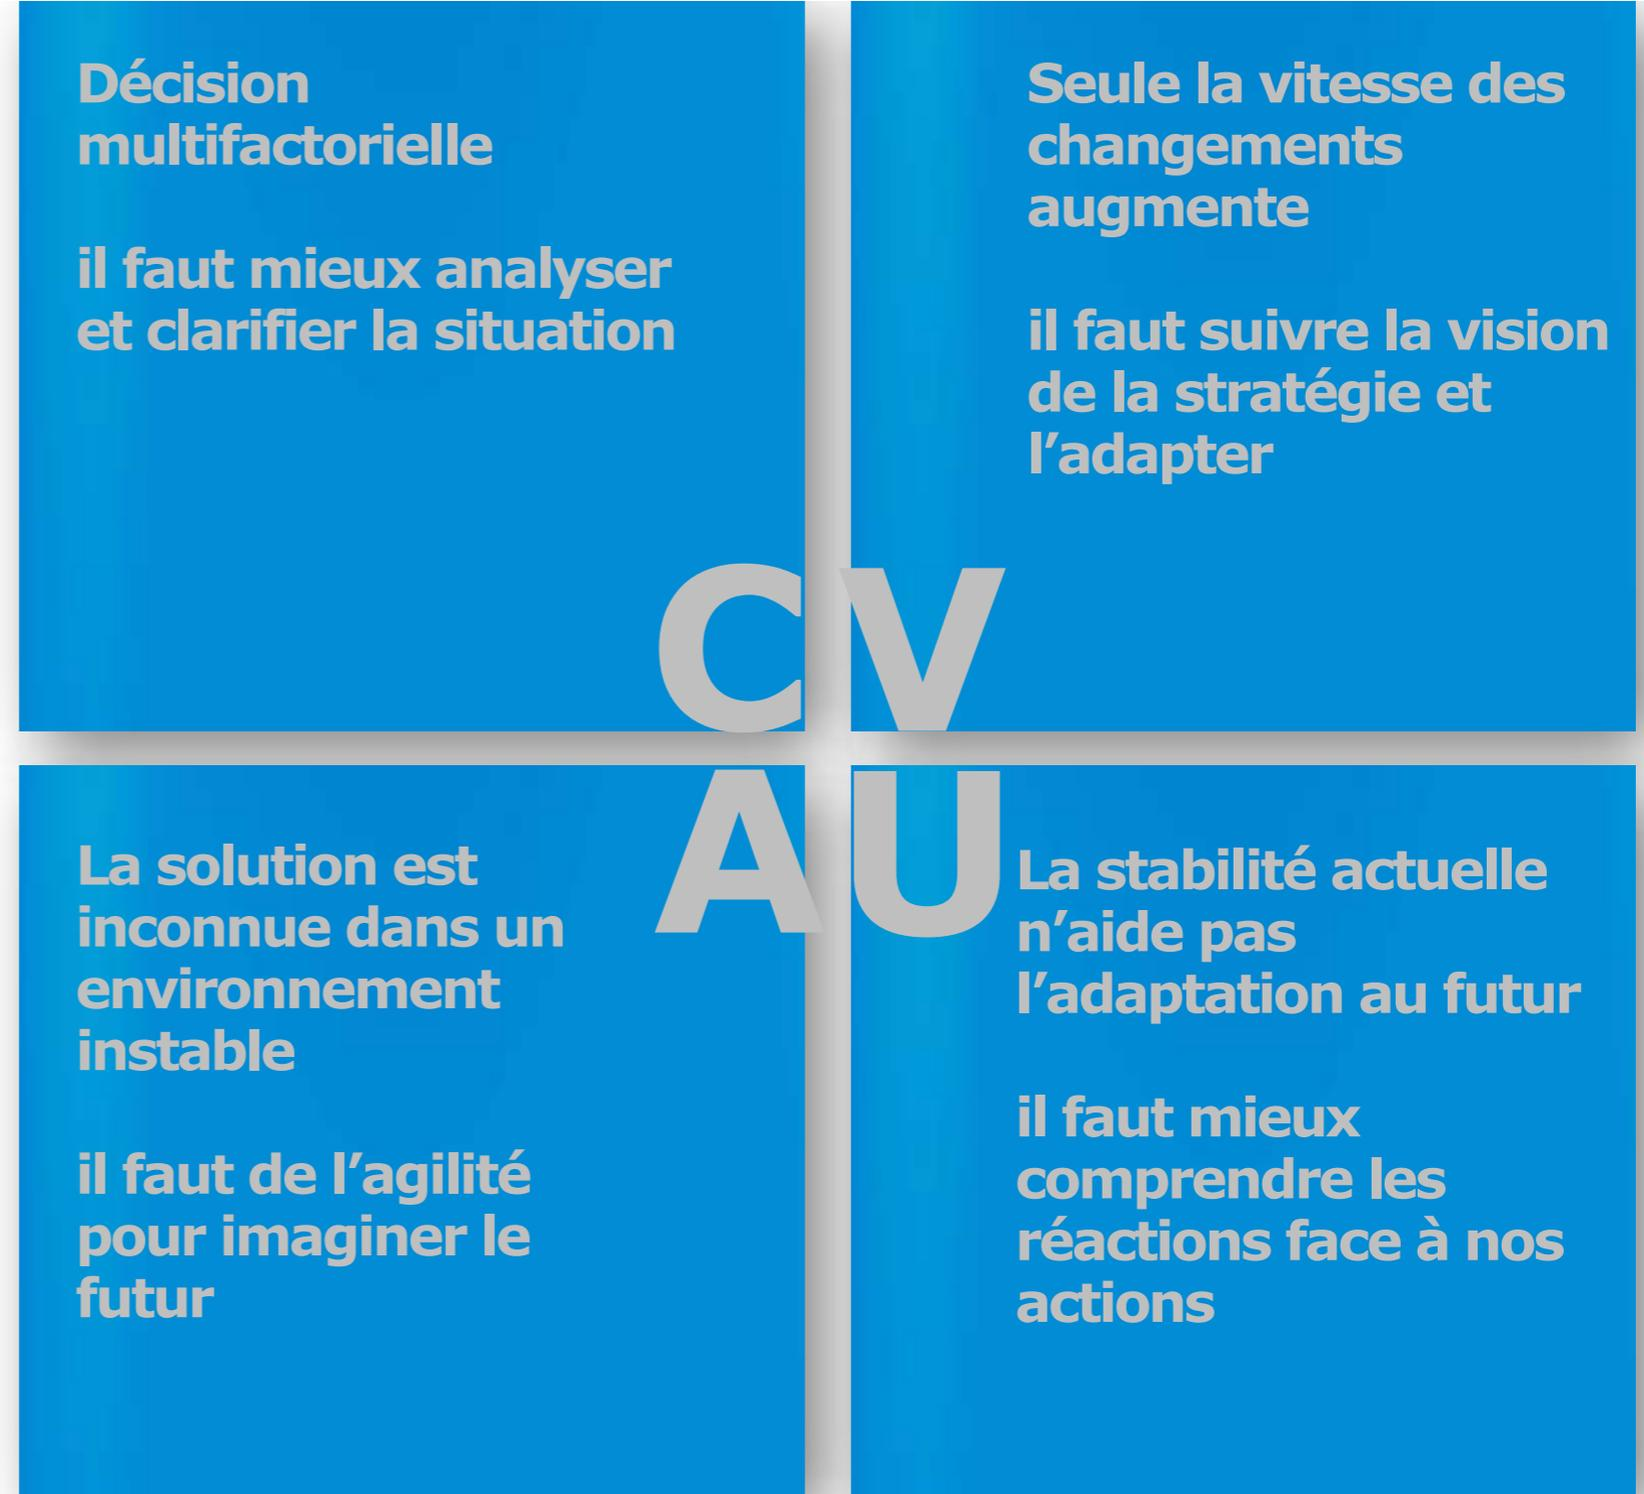 Décision
multifactorielle
il faut mieux analyser
et clarifier la situation
C
Seule la vitesse des
changements
augmente
il faut suivre la vision
de la stratégie et
l’adapter
V
A
La solution est
inconnue dans un
environnement
instable
il faut de l’agilité
pour imaginer le
futur
U
La stabilité actuelle
n’aide pas
l’adaptation au futur
il faut mieux
comprendre les
réactions face à nos
actions